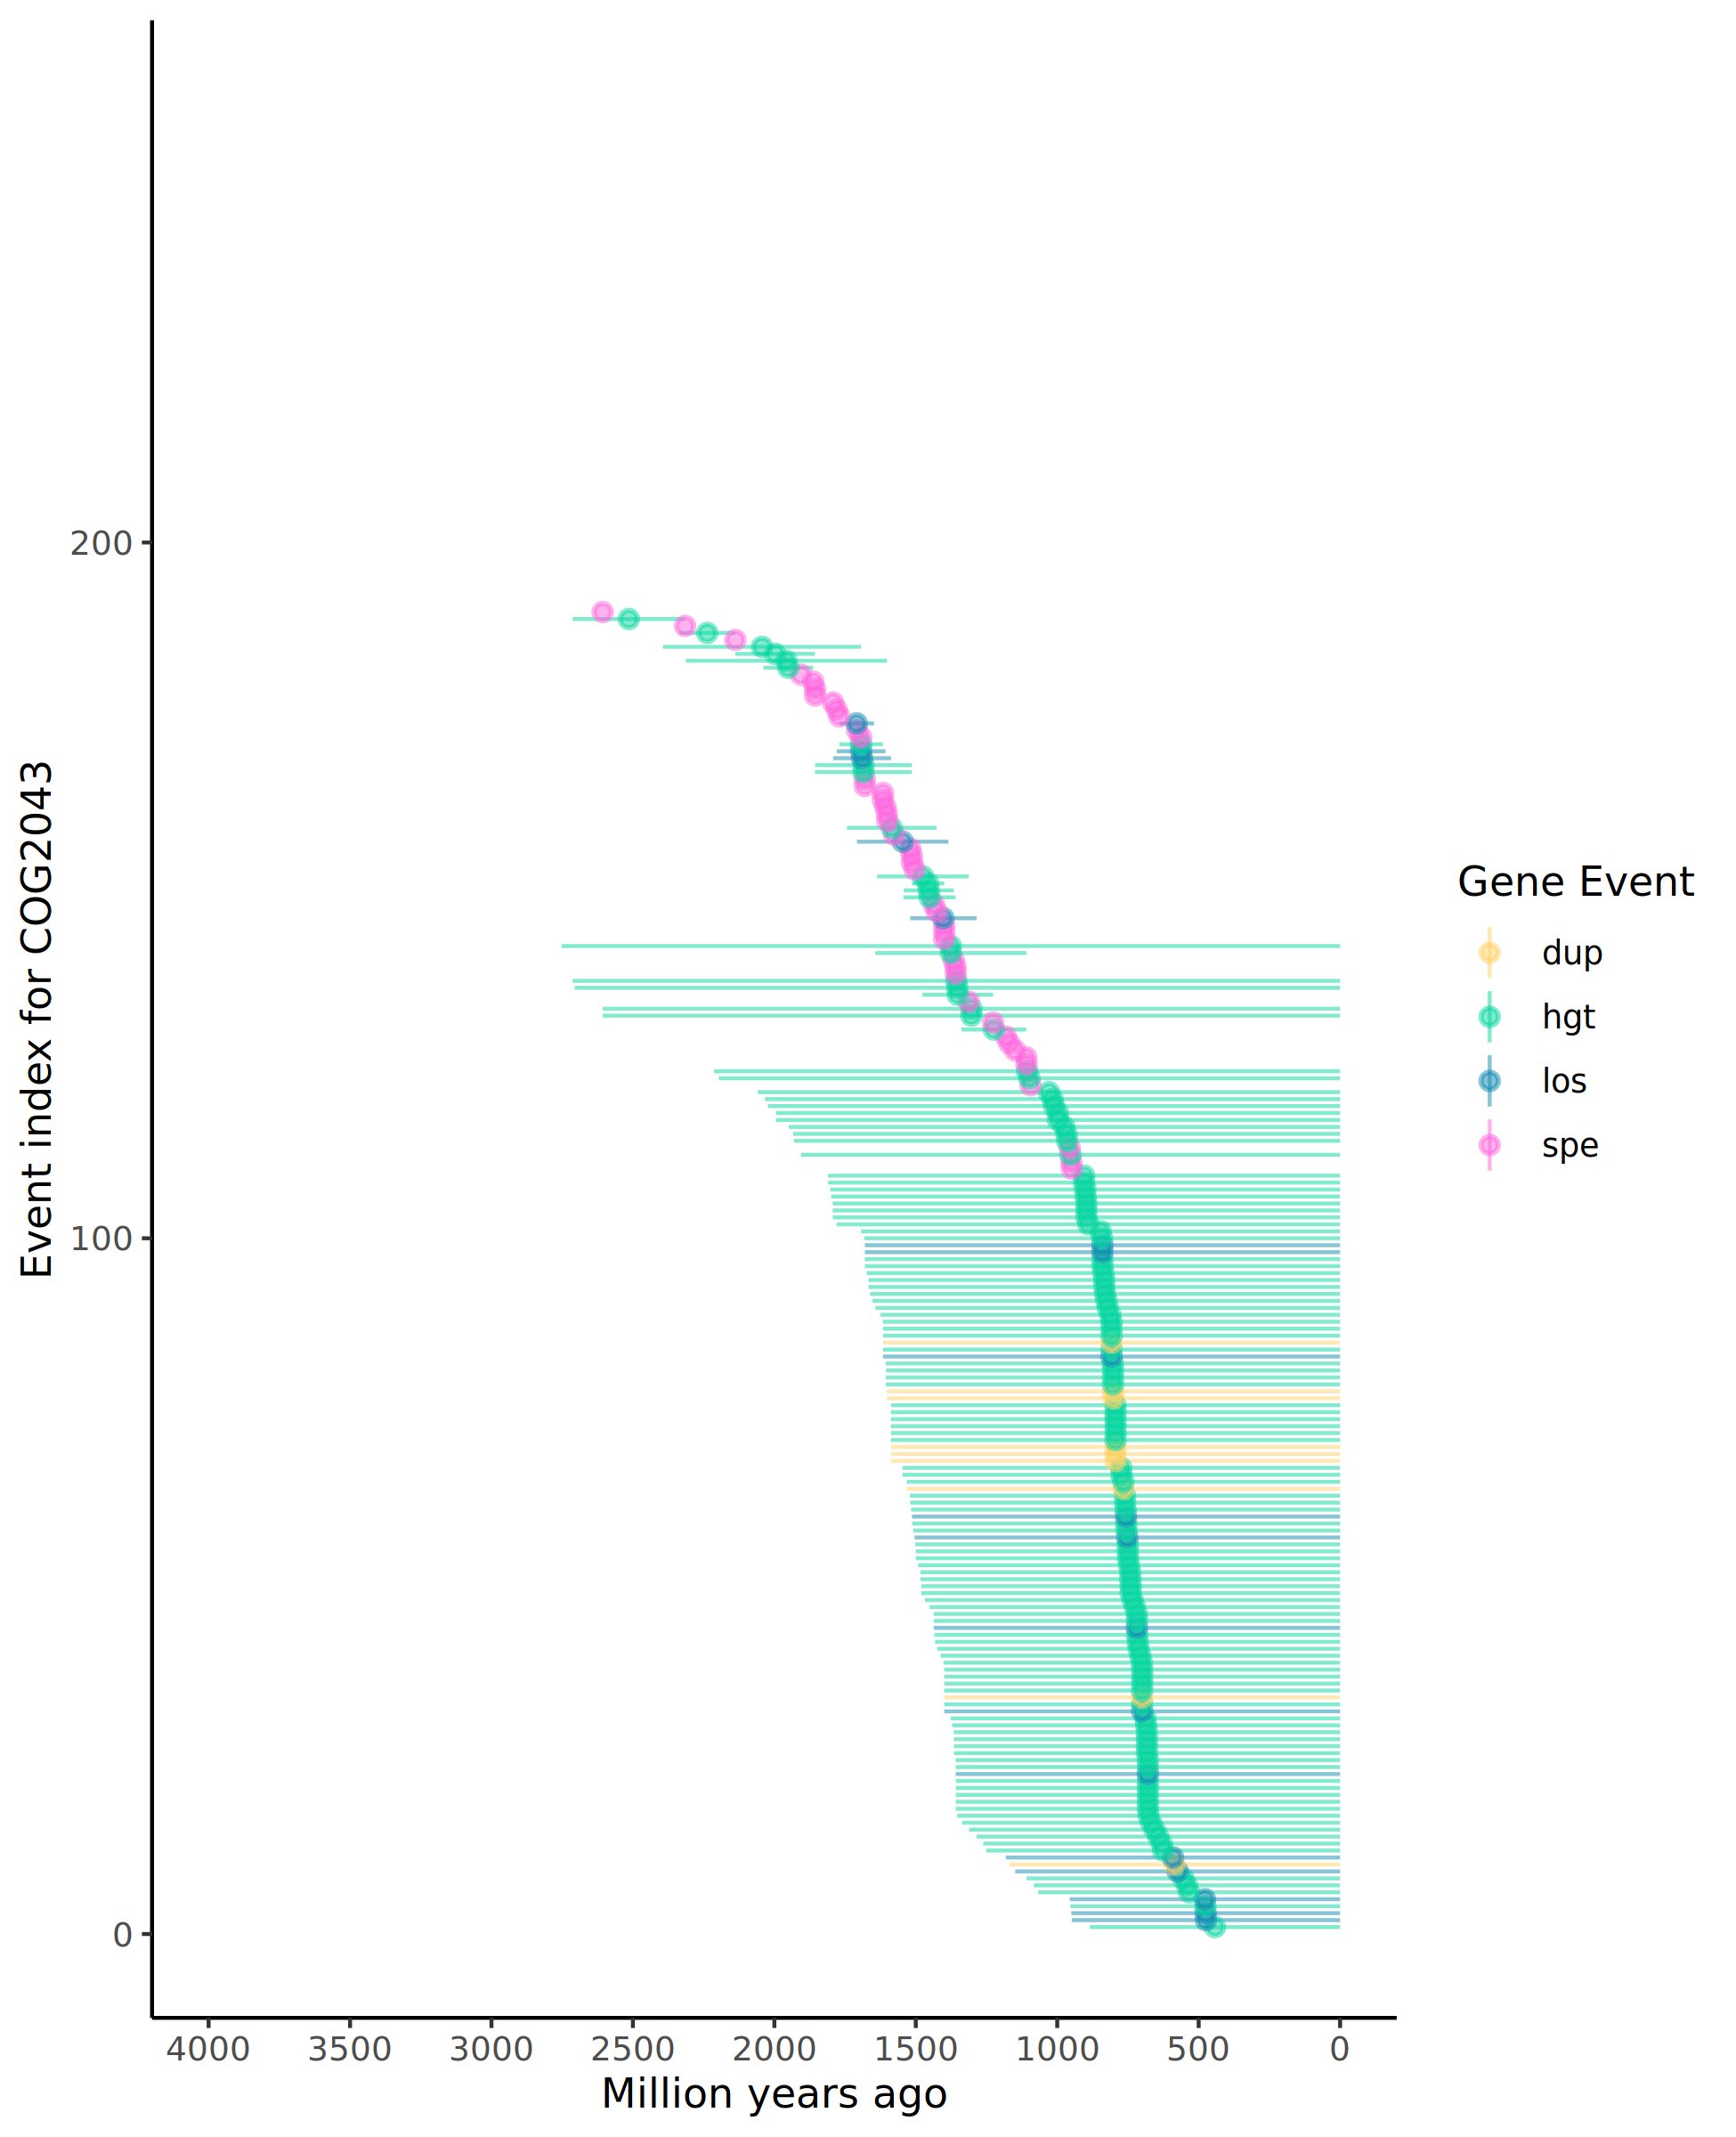 Event index for COG2043
200
100
0
4000 3500 3000 2500 2000 1500 1000 500 0
Million years ago
Gene Event
dup
hgt
los
spe